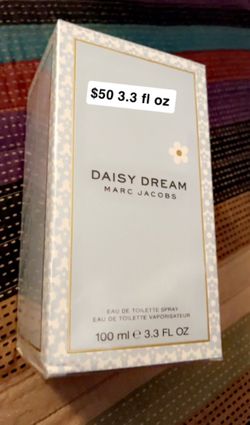 $50 3.3 fl oz
DAISY DREAM
MARC JACOBS
EAU DE TOILETTE SPRAY
EAU DE TOILETTE VAPORISATEUR
100 ml ℮ 3.3 FL OZ